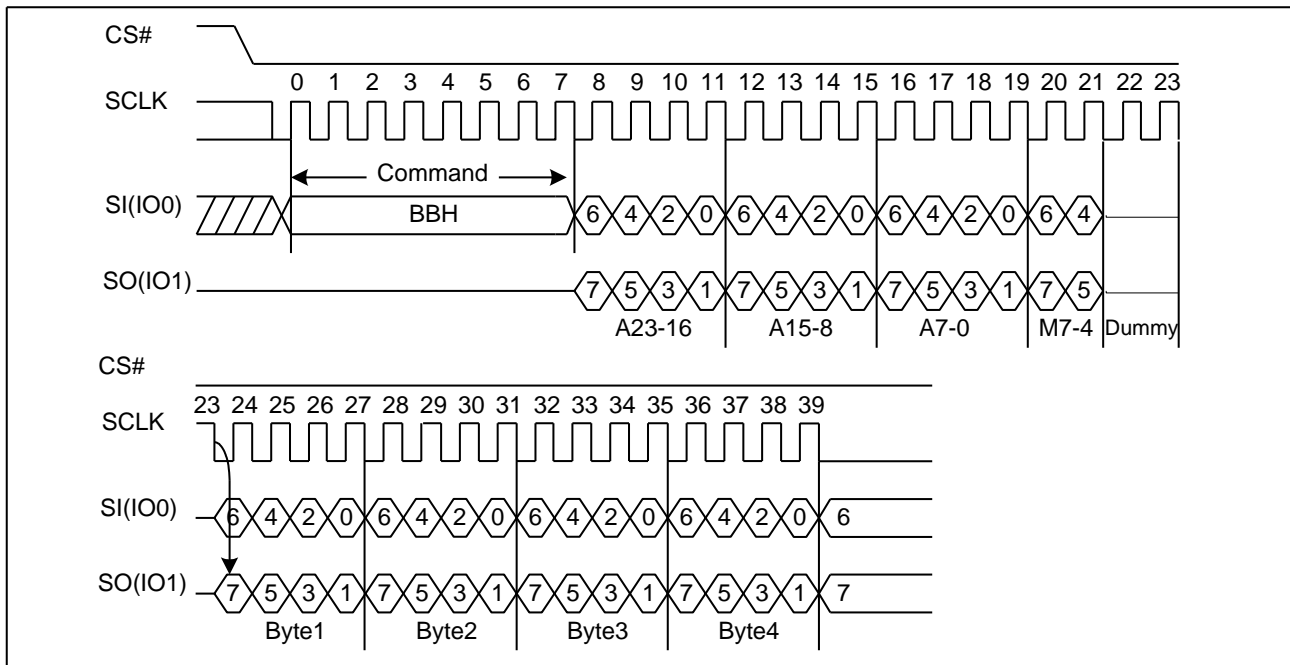 CS#
0 1 2 3 4 5 6 7 8 9 10 11 12 13 14 15 16 17 18 19 20 21 22 23
SCLK
Command
SI(IO0) BBH 6 4 2 0 6 4 2 0 6 4 2 0 6 4
SO(IO1) 7 5 3 1 7 5 3 1 7 5 3 1 7 5
A23-16 A15-8 A7-0 M7-4 Dummy
CS#
23 24 25 26 27 28 29 30 31 32 33 34 35 36 37 38 39
SCLK
SI(IO0) 6 4 2 0 6 4 2 0 6 4 2 0 6 4 2 0 6
SO(IO1) 7 5 3 1 7 5 3 1 7 5 3 1 7 5 3 1 7
Byte1 Byte2 Byte3 Byte4